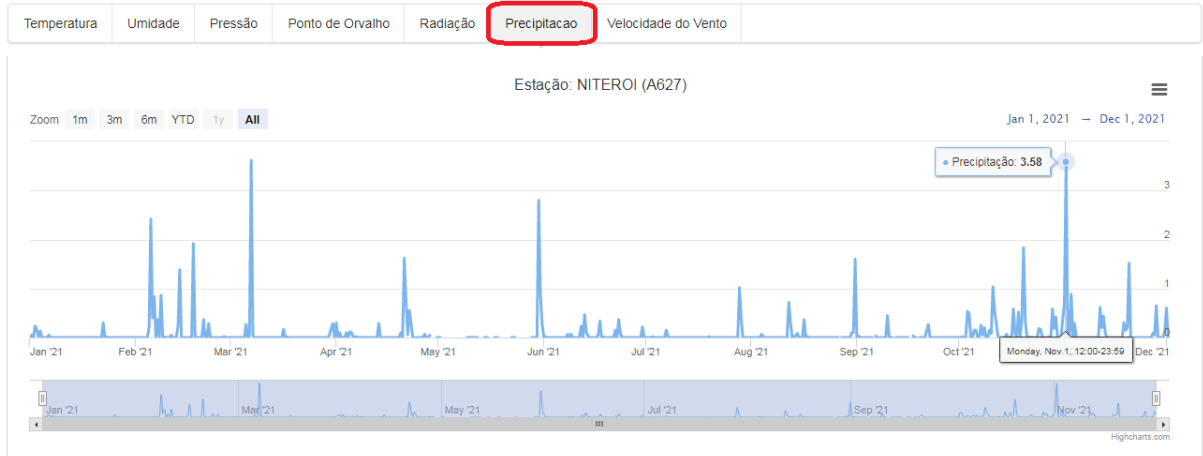 Temperatura Umidade Pressão Ponto de Orvalho Radiação Precipitacao Velocidade do Vento
Estação: NITEROI (A627)
Zoom 1m 3m 6m YTD 1y All Jan 1, 2021 → Dec 1, 2021
Precipitação: 3.58
3
2
1
0
Jan '21 Feb '21 Mar '21 Apr '21 May '21 Jun '21 Jul '21 Aug '21 Sep '21 Oct '21 Dec '21
Monday, Nov 1, 12:00-23:59
Jan '21 Mar '21 May '21 Jul '21 Sep '21 Nov '21
Highcharts.com